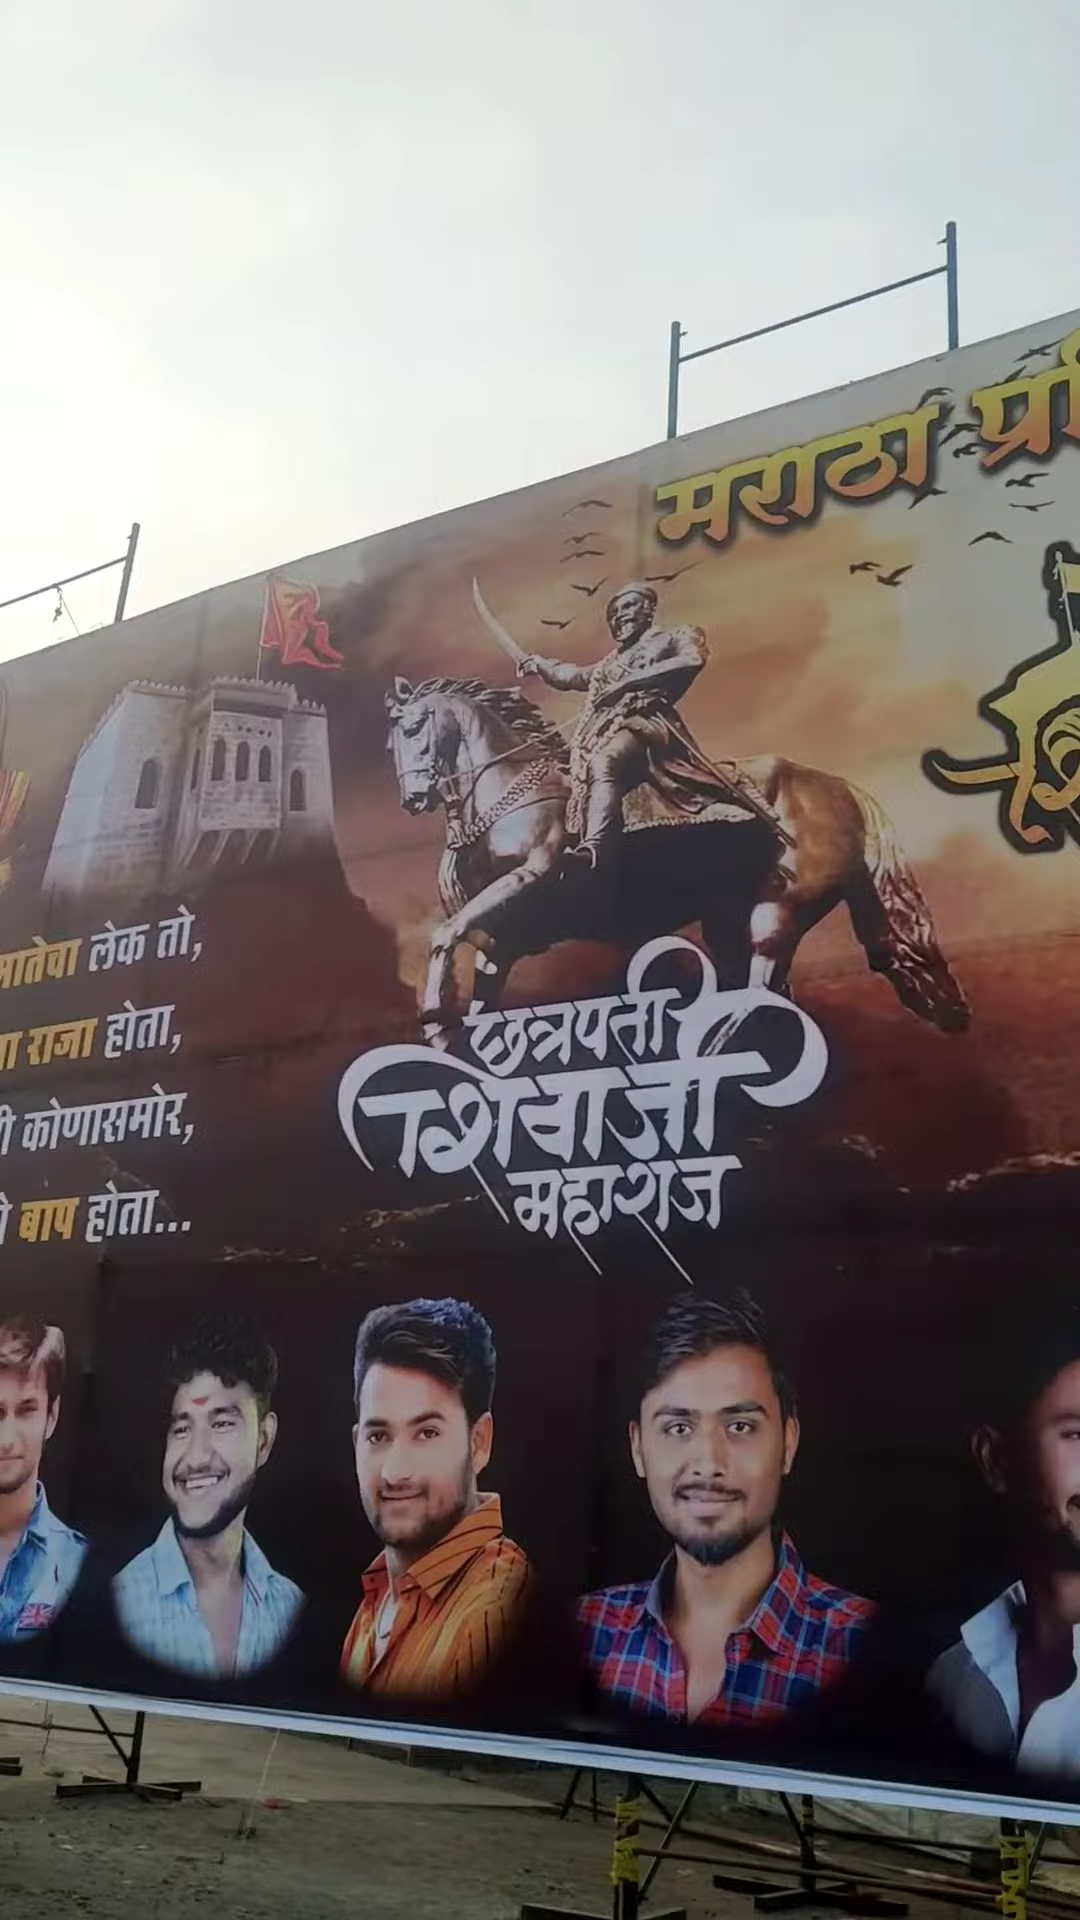 मराठा
मातेचा लेक तो,
राजा होता,
कोणासमोर,
बाप होता...
छत्रपती
शिवाजी
महाराज